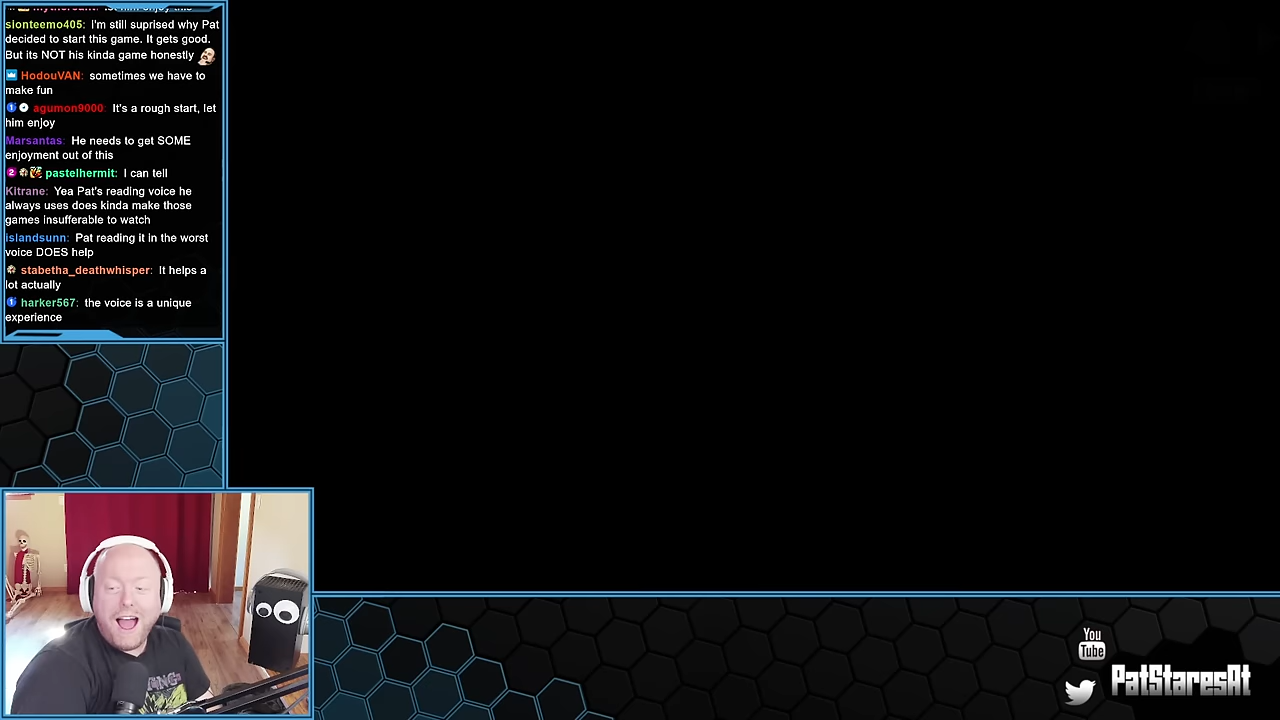 sionteemo405: I'm still suprised why Pat
decided to start this game. It gets good.
But its NOT his kinda game honestly
HodouVAN: sometimes we have to
make fun
agumon9000: It's a rough start, let
him enjoy
Marsantas: He needs to get SOME
enjoyment out of this
pastelhermit: I can tell
Kitrane: Yea Pat's reading voice he
always uses does kinda make those
games insufferable to watch
islandsunn: Pat reading it in the worst
voice DOES help
stabetha_deathwhisper: It helps a
lot actually
harker567: the voice is a unique
experience
You
Tube
PatStaresAt